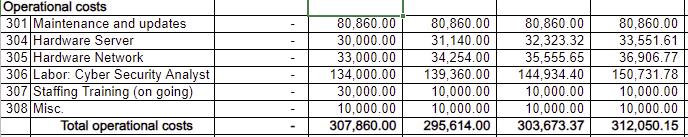 Operational costs
301 Maintenance and updates - 80,860.00 80,860.00 80,860.00 80,860.00
304 Hardware Server - 30,000.00 31,140.00 32,323.32 33,551.61
305 Hardware Network - 33,000.00 34,254.00 35,555.65 36,906.77
306 Labor: Cyber Security Analyst - 134,000.00 139,360.00 144,934.40 150,731.78
307 Staffing Training (on going) - 30,000.00 10,000.00 10,000.00 10,000.00
308 Misc. - 10,000.00 10,000.00 10,000.00 10,000.00
Total operational costs - 307,860.00 295,614.00 303,673.37 312,050.15